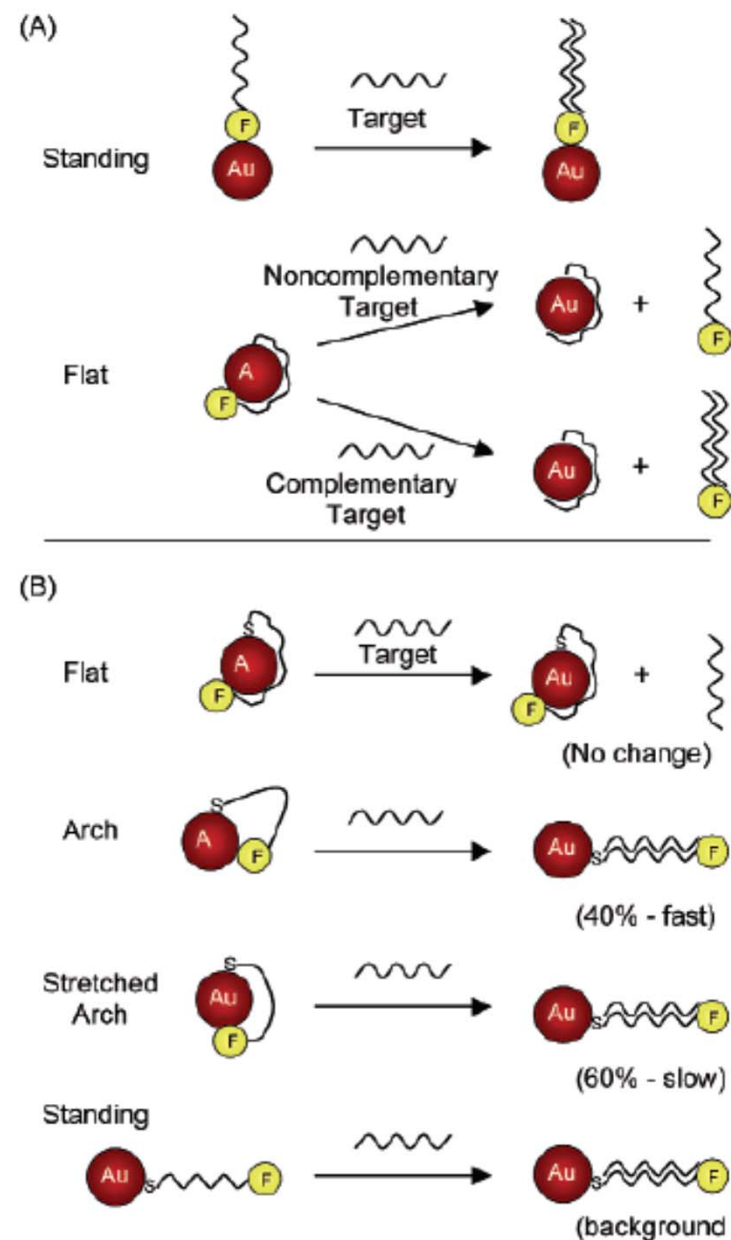 (A)
F
Au
Target
F
Au
Standing
Noncomplementary
Target
Au
+
F
Flat
A
F
Complementary
Target
Au
+
F
(B)
Flat
S
A
F
Target
S
Au
F
+
(No change)
Arch
S
A
F
Au
S
F
(40% - fast)
Stretched
Arch
S
Au
F
Au
S
F
(60% - slow)
Standing
Au
S
F
Au
S
F
(background